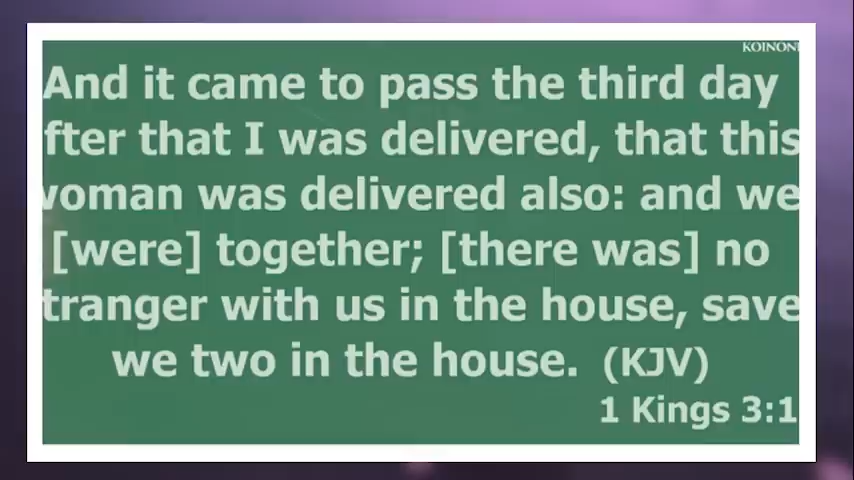 KOINONI
And it came to pass the third day
fter that I was delivered, that this
woman was delivered also: and we
[were] together; [there was] no
tranger with us in the house, save
we two in the house. (KJV)
1 Kings 3:1